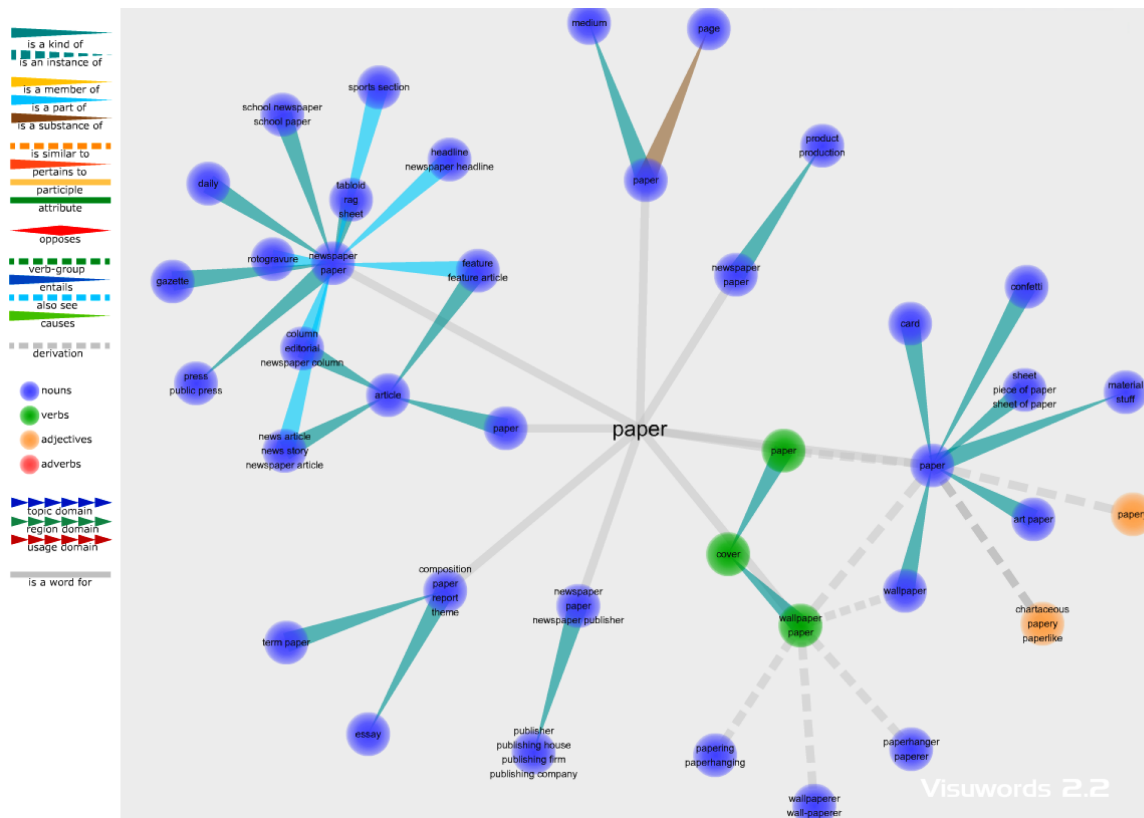 is a kind of
is an instance of
is a member of
is a part of
is a substance of
is similar to
pertains to
participle
attribute
opposes
verb-group
entails
also see
causes
derivation
nouns
verbs
adjectives
adverbs
topic domain
region domain
usage domain
is a word for
medium
page
paper
product
production
newspaper
paper
sports section
school newspaper
school paper
headline
newspaper headline
daily
tabloid
rag
sheet
rotogravure
newspaper
paper
gazette
feature
feature article
column
editorial
newspaper column
press
public press
article
news article
news story
newspaper article
paper
paper
paper
confetti
card
sheet
piece of paper
sheet of paper
material
stuff
paper
art paper
papery
cover
wallpaper
chartaceous
papery
paperlike
wallpaper
paper
composition
paper
report
theme
term paper
essay
newspaper
paper
newspaper publisher
publisher
publishing house
publishing firm
publishing company
papering
paperhanging
paperhanger
paperer
wallpaperer
wall-paperer
Visuwords 2.2